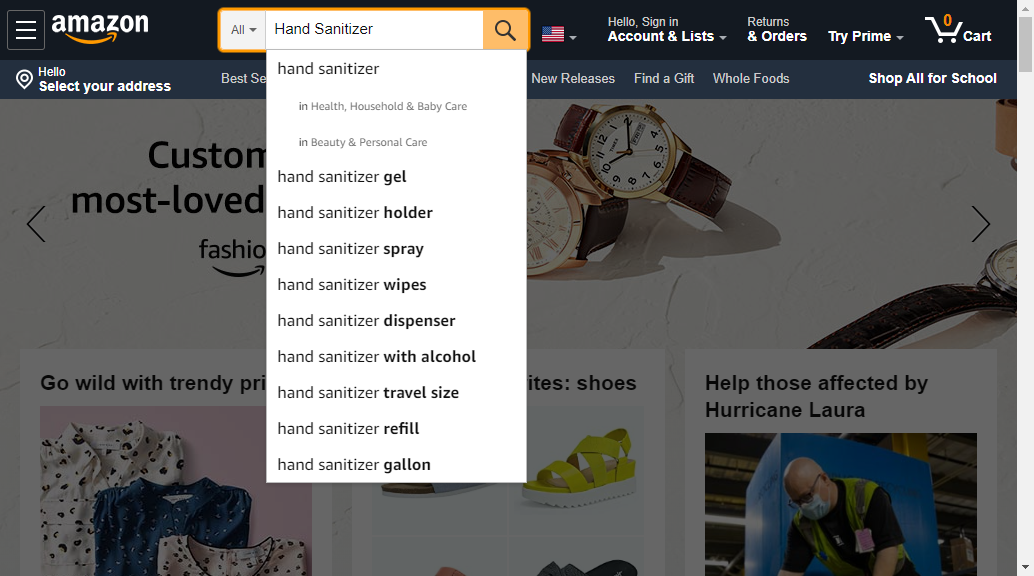 amazon
All
Hand Sanitizer
Hello, Sign in
Account & Lists
Returns
& Orders
Try Prime
0
Cart
Hello
Select your address
Best Se
New Releases
Find a Gift
Whole Foods
Shop All for School
hand sanitizer
in Health, Household & Baby Care
in Beauty & Personal Care
hand sanitizer gel
hand sanitizer holder
hand sanitizer spray
hand sanitizer wipes
hand sanitizer dispenser
hand sanitizer with alcohol
hand sanitizer travel size
hand sanitizer refill
hand sanitizer gallon
Custom
most-loved
fashio
TIMEX
Go wild with trendy pri
ites: shoes
Help those affected by
Hurricane Laura